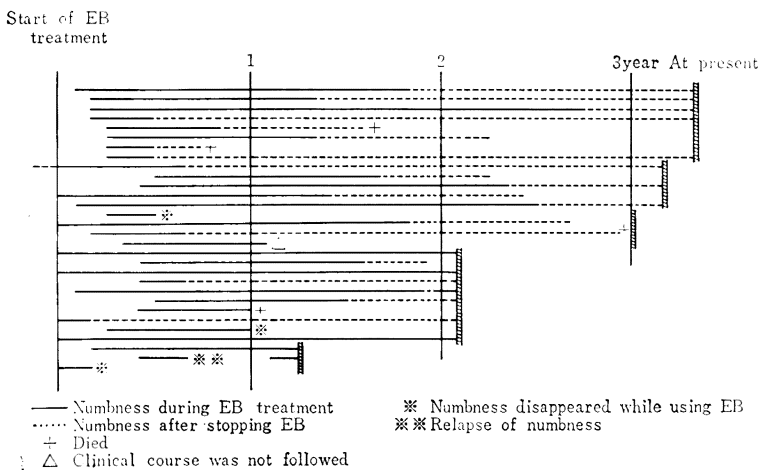 Start of EB
treatment
1
2
3year At present
※
△
※ ※
※
—— Numbness during EB treatment
······ Numbness after stopping EB
+ Died
△ Clinical course was not followed
※ Numbness disappeared while using EB
※※ Relapse of numbness